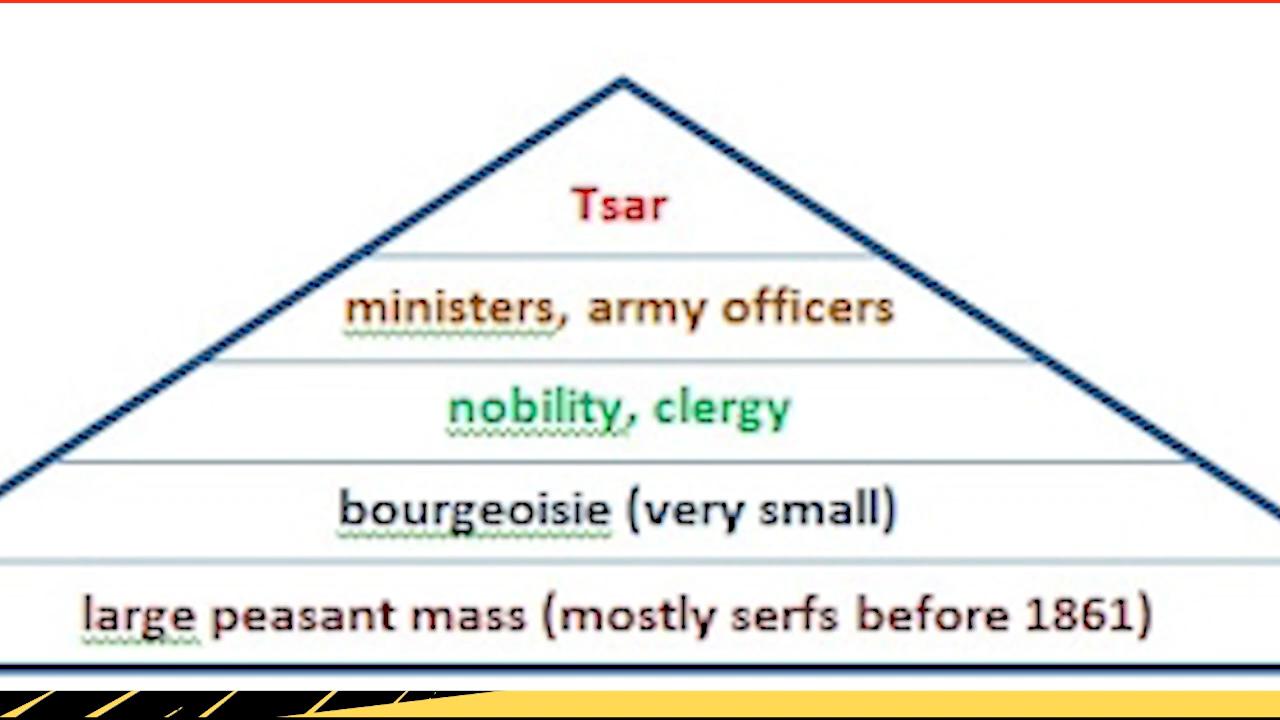 Tsar
ministers, army officers
nobility, clergy
bourgeoisie (very small)
large peasant mass (mostly serfs before 1861)